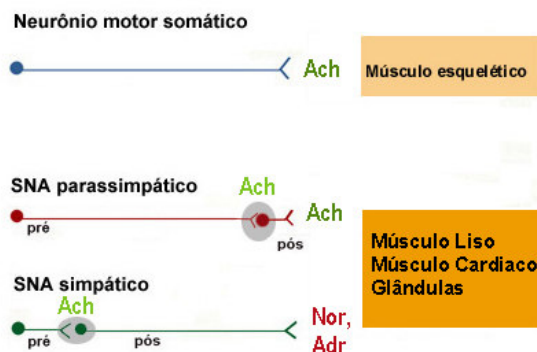 Neurônio motor somático
Ach
Músculo esquelético
SNA parassimpático
Ach
Ach
pré
pós
Músculo Liso
Músculo Cardiaco
Glândulas
SNA simpático
Ach
pré
pós
Nor,
Adr